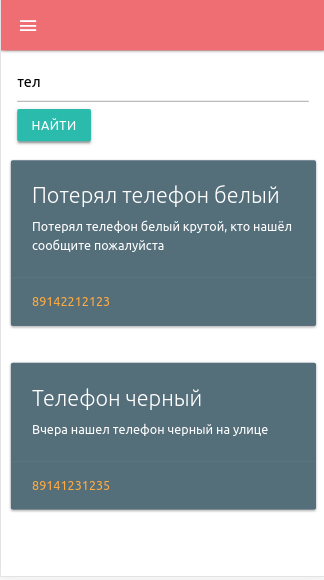 тел
НАЙТИ
Потерял телефон белый
Потерял телефон белый крутой, кто нашёл
сообщите пожалуйста
89142212123
Телефон черный
Вчера нашел телефон черный на улице
89141231235